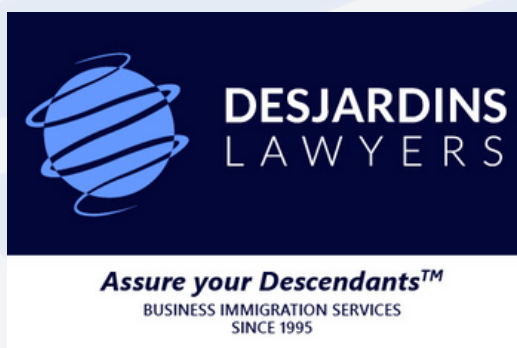 DESJARDINS
LAWYERS
Assure your Descendants™
BUSINESS IMMIGRATION SERVICES
SINCE 1995